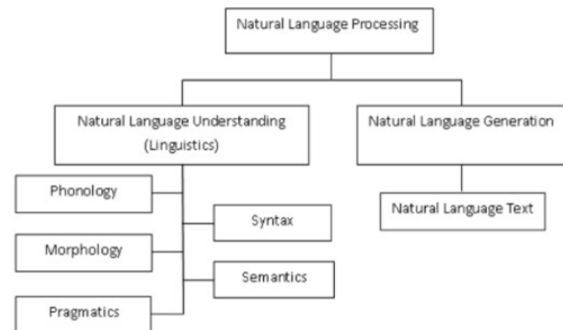 Natural Language Processing
Natural Language Understanding
(Linguistics)
Natural Language Generation
Phonology
Natural Language Text
Syntax
Morphology
Semantics
Pragmatics